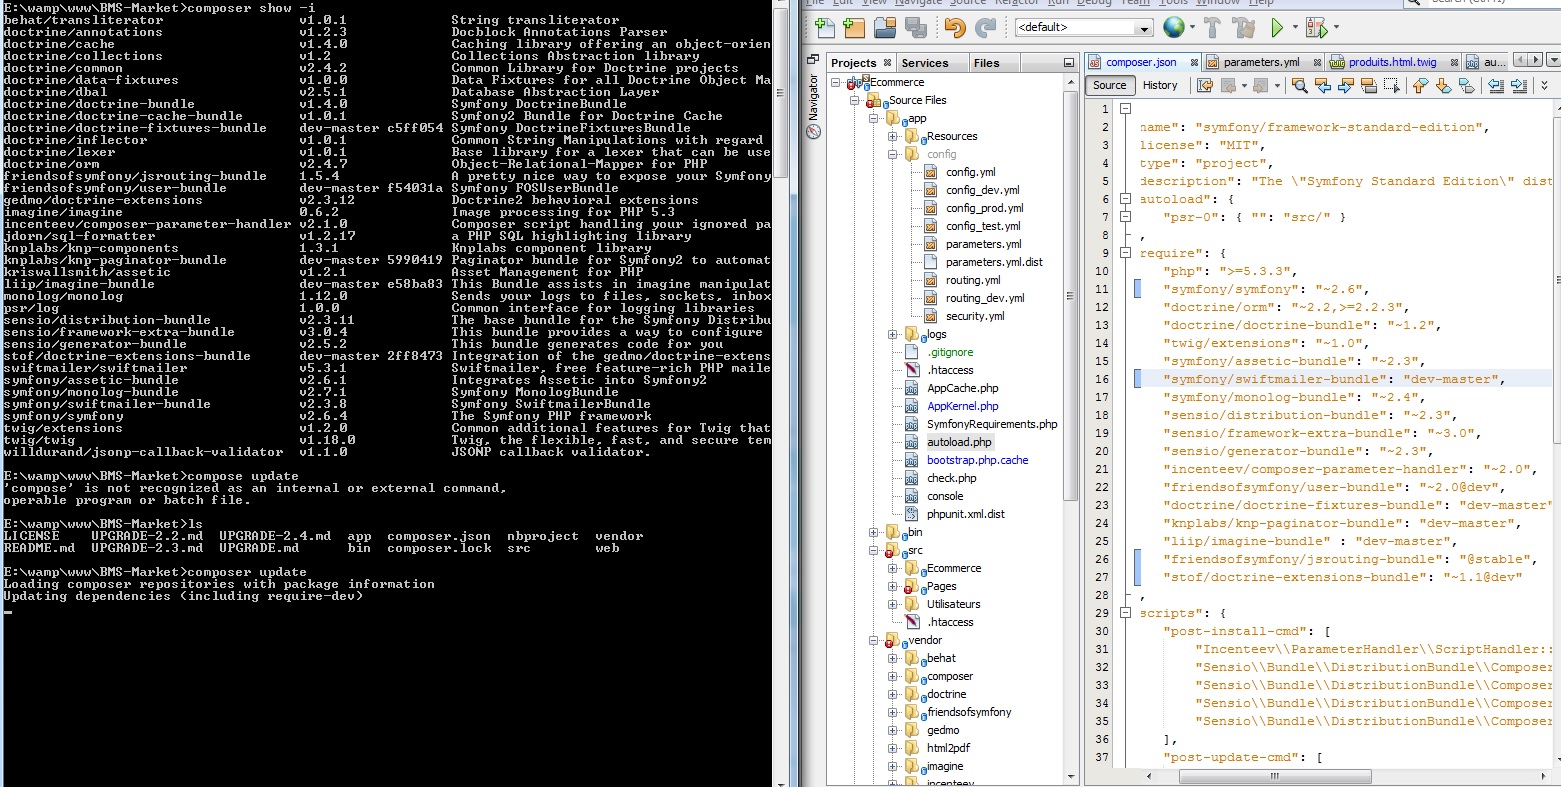 E:\wamp\www\BMS-Market>composer show -i
behat/transliterator v1.0.1 String transliterator
doctrine/annotations v1.2.3 Docblock Annotations Parser
doctrine/cache v1.4.0 Caching library offering an object-orien
doctrine/collections v1.2 Collections Abstraction library
doctrine/common v2.4.2 Common Library for Doctrine projects
doctrine/data-fixtures v1.0.0 Data Fixtures for all Doctrine Object Ma
doctrine/dbal v2.5.1 Database Abstraction Layer
doctrine/doctrine-bundle v1.4.0 Symfony DoctrineBundle
doctrine/doctrine-cache-bundle v1.0.1 Symfony2 Bundle for Doctrine Cache
doctrine/doctrine-fixtures-bundle dev-master c5ff054 Symfony DoctrineFixturesBundle
doctrine/inflector v1.0.1 Common String Manipulations with regard
doctrine/lexer v1.0.1 Base library for a lexer that can be use
doctrine/orm v2.4.7 Object-Relational-Mapper for PHP
friendsofsymfony/jsrouting-bundle 1.5.4 A pretty nice way to expose your Symfony
friendsofsymfony/user-bundle dev-master f54031a Symfony FOSUserBundle
gedmo/doctrine-extensions v2.3.12 Doctrine2 behavioral extensions
imagine/imagine 0.6.2 Image processing for PHP 5.3
incenteev/composer-parameter-handler v2.1.0 Composer script handling your ignored pa
jdorn/sql-formatter v1.2.17 a PHP SQL highlighting library
knplabs/knp-components 1.3.1 Knplabs component library
knplabs/knp-paginator-bundle dev-master 5990419 Paginator bundle for Symfony2 to automat
kriswallsmith/assetic v1.2.1 Asset Management for PHP
liip/imagine-bundle dev-master e58ba83 This Bundle assists in imagine manipulat
monolog/monolog 1.12.0 Sends your logs to files, sockets, inbox
psr/log 1.0.0 Common interface for logging libraries
sensio/distribution-bundle v2.3.11 The base bundle for the Symfony Distribu
sensio/framework-extra-bundle v3.0.4 This bundle provides a way to configure
sensio/generator-bundle v2.5.2 This bundle generates code for you
stof/doctrine-extensions-bundle dev-master 2ff8473 Integration of the gedmo/doctrine-extens
swiftmailer/swiftmailer v5.3.1 Swiftmailer, free feature-rich PHP maile
symfony/assetic-bundle v2.6.1 Integrates Assetic into Symfony2
symfony/monolog-bundle v2.7.1 Symfony MonologBundle
symfony/swiftmailer-bundle v2.3.8 Symfony SwiftmailerBundle
symfony/symfony v2.6.4 The Symfony PHP framework
twig/extensions v1.2.0 Common additional features for Twig that
twig/twig v1.18.0 Twig, the flexible, fast, and secure tem
willdurand/jsonp-callback-validator v1.1.0 JSONP callback validator.
E:\wamp\www\BMS-Market>compose update
'compose' is not recognized as an internal or external command,
operable program or batch file.
E:\wamp\www\BMS-Market>ls
LICENSE UPGRADE-2.2.md UPGRADE-2.4.md app composer.json nbproject vendor
README.md UPGRADE-2.3.md UPGRADE.md bin composer.lock src web
E:\wamp\www\BMS-Market>composer update
Loading composer repositories with package information
Updating dependencies (including require-dev)
<default>
Projects Services Files
Navigator
Ecommerce
Source Files
app
Resources
config
config.yml
config_dev.yml
config_prod.yml
config_test.yml
parameters.yml
parameters.yml.dist
routing.yml
routing_dev.yml
security.yml
logs
.gitignore
.htaccess
AppCache.php
AppKernel.php
SymfonyRequirements.php
autoload.php
bootstrap.php.cache
check.php
console
phpunit.xml.dist
bin
src
Ecommerce
Pages
Utilisateurs
.htaccess
vendor
behat
composer
doctrine
friendsofsymfony
gedmo
html2pdf
imagine
incenteev
composer.json parameters.yml produits.html.twig au...
Source History
1
2 name": "symfony/framework-standard-edition",
3 license": "MIT",
4 type": "project",
5 description": "The \"Symfony Standard Edition\" dist
6 autoload": {
7 "psr-0": { "": "src/" }
8 ,
9 require": {
10 "php": ">=5.3.3",
11 "symfony/symfony": "~2.6",
12 "doctrine/orm": "~2.2,>=2.2.3",
13 "doctrine/doctrine-bundle": "~1.2",
14 "twig/extensions": "~1.0",
15 "symfony/assetic-bundle": "~2.3",
16 "symfony/swiftmailer-bundle": "dev-master",
17 "symfony/monolog-bundle": "~2.4",
18 "sensio/distribution-bundle": "~2.3",
19 "sensio/framework-extra-bundle": "~3.0",
20 "sensio/generator-bundle": "~2.3",
21 "incenteev/composer-parameter-handler": "~2.0",
22 "friendsofsymfony/user-bundle": "~2.0@dev",
23 "doctrine/doctrine-fixtures-bundle": "dev-master"
24 "knplabs/knp-paginator-bundle": "dev-master",
25 "liip/imagine-bundle" : "dev-master",
26 "friendsofsymfony/jsrouting-bundle": "@stable",
27 "stof/doctrine-extensions-bundle": "~1.1@dev"
28 ,
29 scripts": {
30 "post-install-cmd": [
31 "Incenteev\\ParameterHandler\\ScriptHandler::
32 "Sensio\\Bundle\\DistributionBundle\\Composer
33 "Sensio\\Bundle\\DistributionBundle\\Composer
34 "Sensio\\Bundle\\DistributionBundle\\Composer
35 "Sensio\\Bundle\\DistributionBundle\\Composer
36 ],
37 "post-update-cmd": [